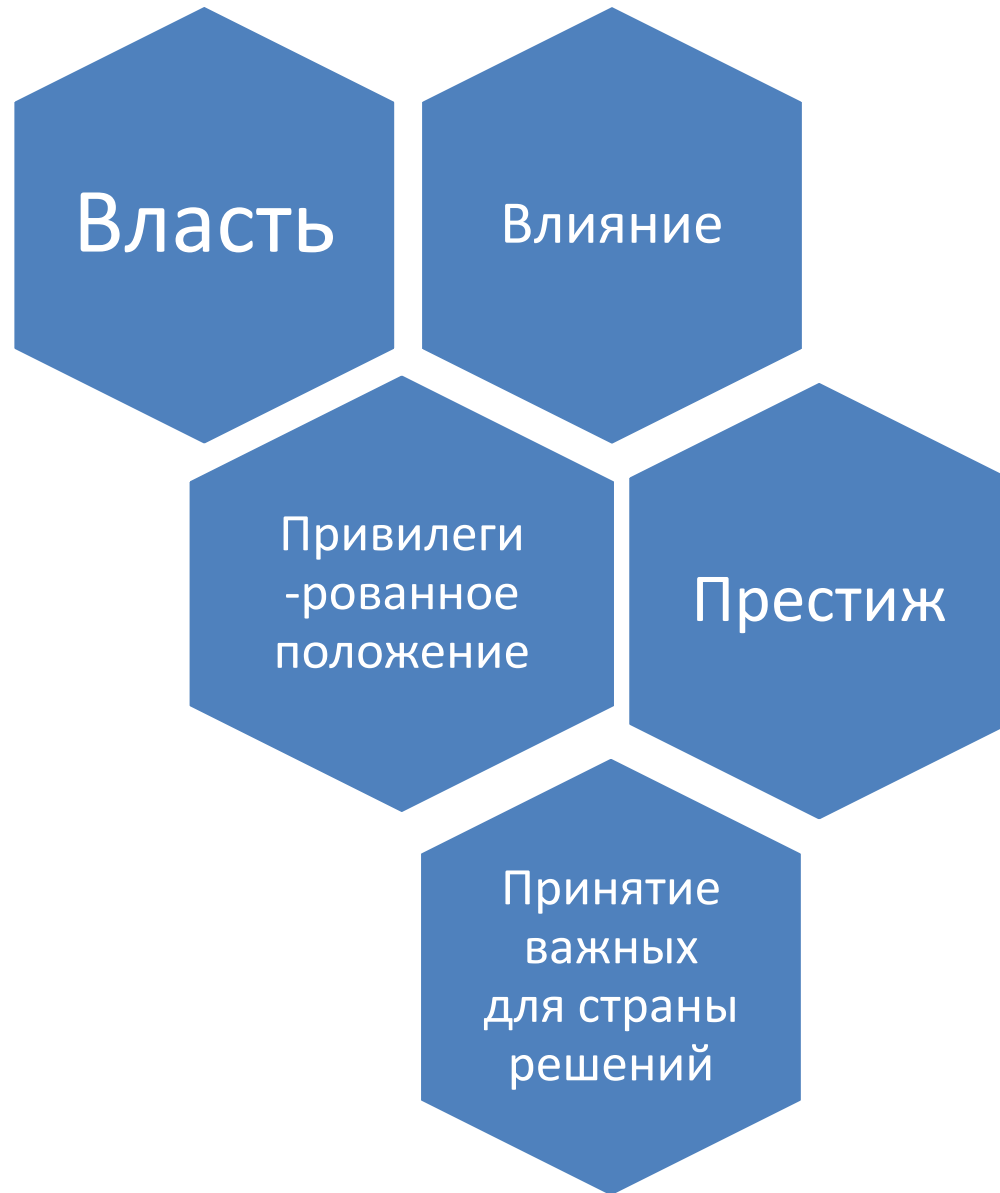 Власть
Влияние
Привилеги
-рованное
положение
Престиж
Принятие
важных
для страны
решений